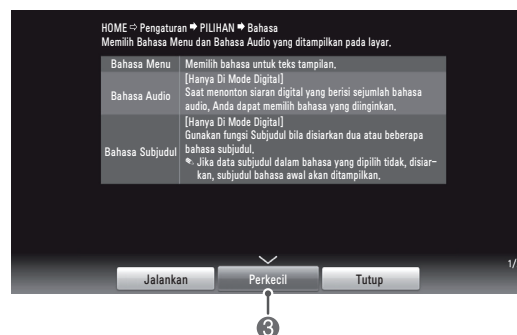 HOME ⇨ Pengaturan ➡ PILIHAN ➡ Bahasa
Memilih Bahasa Menu dan Bahasa Audio yang ditampilkan pada layar.
Bahasa Menu Memilih bahasa untuk teks tampilan.
Bahasa Audio [Hanya Di Mode Digital]
Saat menonton siaran digital yang berisi sejumlah bahasa
audio, Anda dapat memilih bahasa yang diinginkan.
Bahasa Subjudul [Hanya Di Mode Digital]
Gunakan fungsi Subjudul bila disiarkan dua atau beberapa
bahasa subjudul.
Jika data subjudul dalam bahasa yang dipilih tidak, disiar-
kan, subjudul bahasa awal akan ditampilkan.
1/
Jalankan Perkecil Tutup
3